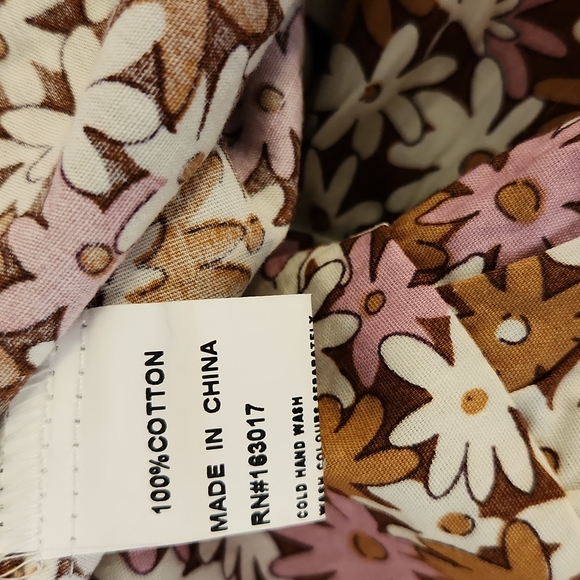 100%COTTON
MADE IN CHINA
RN#163017
COLD HAND WASH
WASH COLOURS SEPARATELY